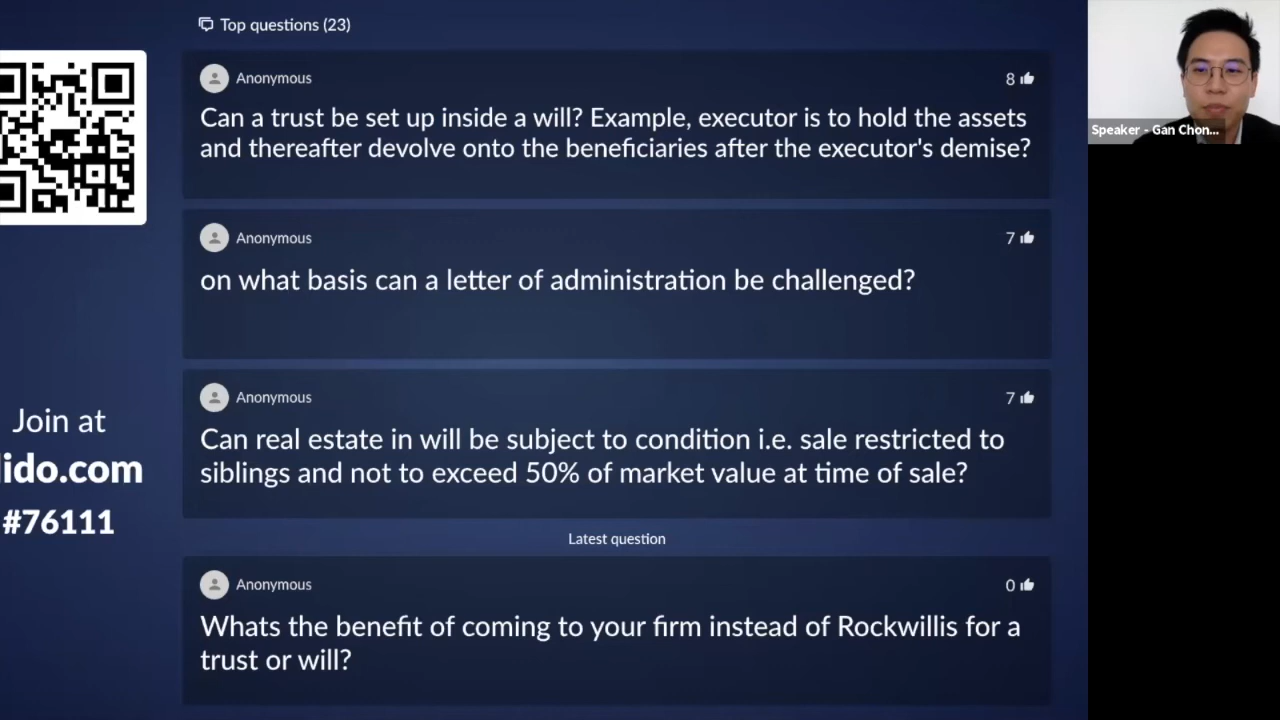 Top questions (23)
Anonymous
8
Can a trust be set up inside a will? Example, executor is to hold the assets
and thereafter devolve onto the beneficiaries after the executor's demise?
Anonymous
7
on what basis can a letter of administration be challenged?
Anonymous
7
Can real estate in will be subject to condition i.e. sale restricted to
siblings and not to exceed 50% of market value at time of sale?
Latest question
Anonymous
0
Whats the benefit of coming to your firm instead of Rockwillis for a
trust or will?
Join at
lido.com
#76111
Speaker - Gan Chon...